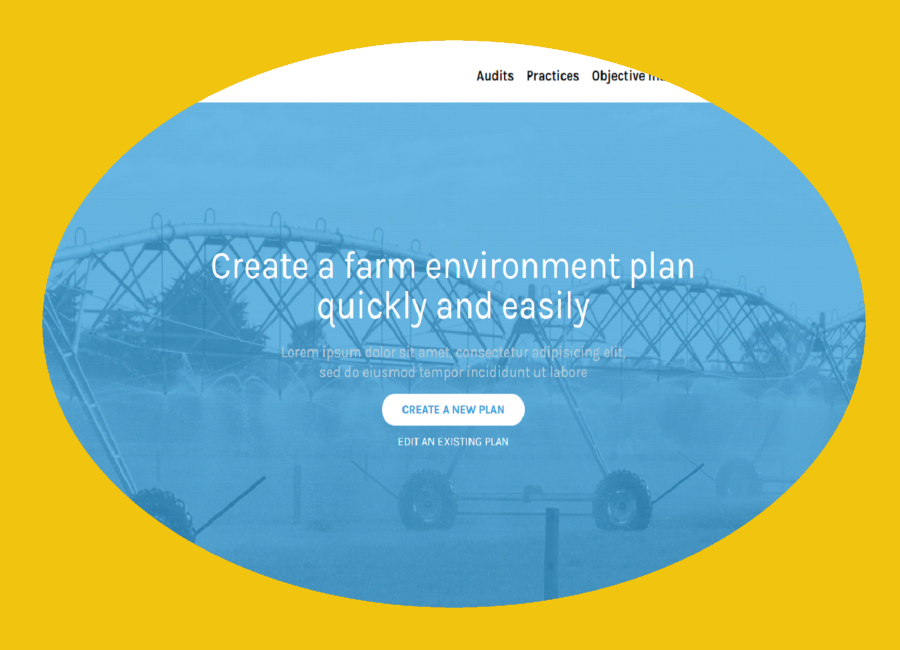 Audits Practices Objective
Create a farm environment plan
quickly and easily
Lorem ipsum dolor sit amet, consectetur adipisicing elit,
sed do eiusmod tempor incididunt ut labore
CREATE A NEW PLAN
EDIT AN EXISTING PLAN